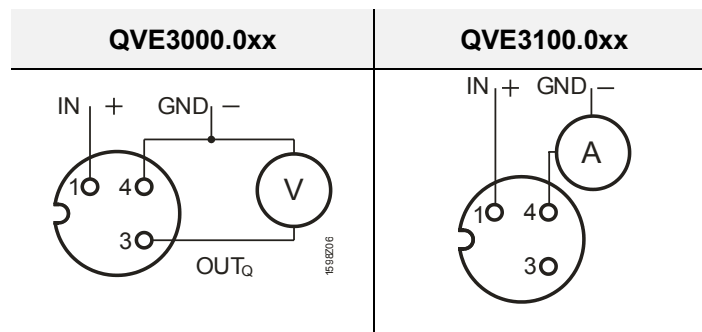 QVE3000.0xx
QVE3100.0xx
IN + GND −
1 4
3
V
OUTQ
1598Z06
IN + GND −
A
1 4
3